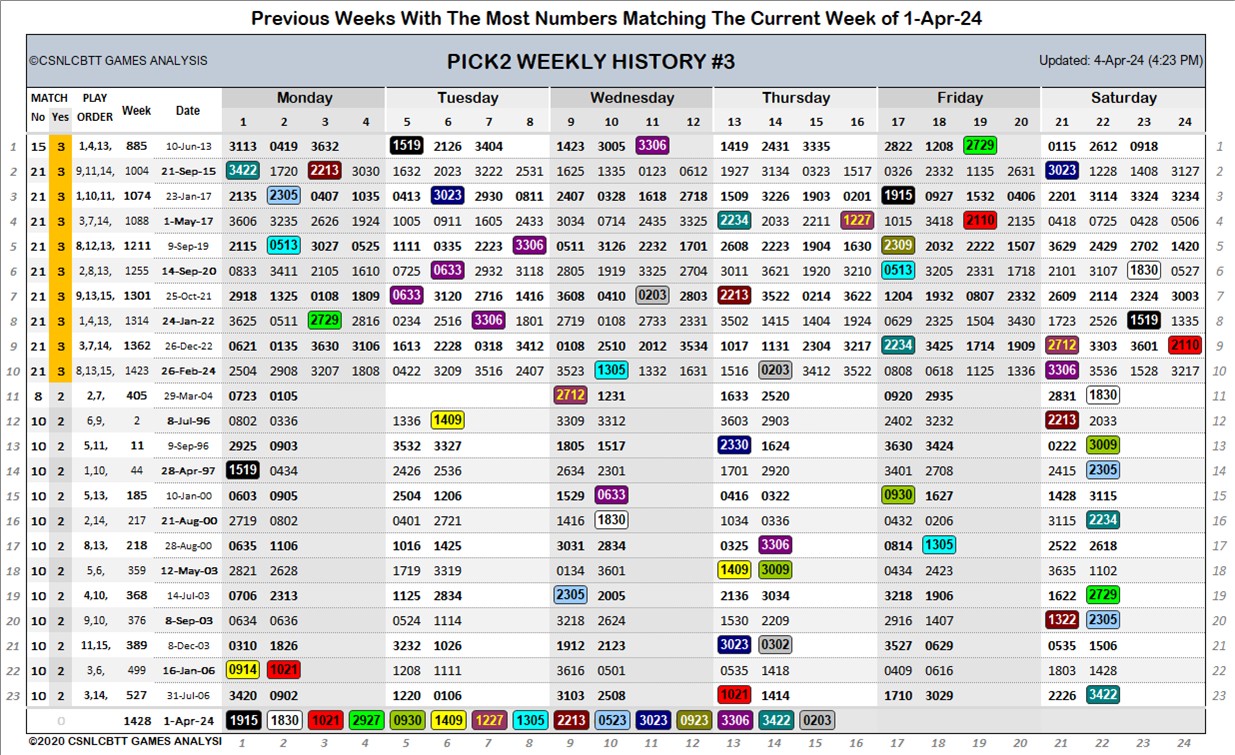 Previous Weeks With The Most Numbers Matching The Current Week of 1-Apr-24
©CSNLCBTT GAMES ANALYSIS PICK2 WEEKLY HISTORY #3 Updated: 4-Apr-24 (4:23 PM)
MATCH PLAY Week Date Monday Tuesday Wednesday Thursday Friday Saturday
No Yes ORDER 1 2 3 4 5 6 7 8 9 10 11 12 13 14 15 16 17 18 19 20 21 22 23 24
1 15 3 1,4,13, 885 10-Jun-13 3113 0419 3632 1519 2126 3404 1423 3005 3306 1419 2431 3335 2822 1208 2729 0115 2612 0918 1
2 21 3 9,11,14, 1004 21-Sep-15 3422 1720 2213 3030 1632 2023 3222 2531 1625 1335 0123 0612 1927 3134 0323 1517 0326 2332 1135 2631 3023 1228 1408 3127 2
3 21 3 1,10,11, 1074 23-Jan-17 2135 2305 0407 1035 0413 3023 2930 0811 2407 0328 1618 2718 1509 3226 1903 0201 1915 0927 1532 0406 2201 3114 3324 3234 3
4 21 3 3,7,14, 1088 1-May-17 3606 3235 2626 1924 1005 0911 1605 2433 3034 0714 2435 3325 2234 2033 2211 1227 1015 3418 2110 2135 0418 0725 0428 0506 4
5 21 3 8,12,13, 1211 9-Sep-19 2115 0513 3027 0525 1111 0335 2223 3306 0511 3126 2232 1701 2608 2223 1904 1630 2309 2032 2222 1507 3629 2429 2702 1420 5
6 21 3 2,8,13, 1255 14-Sep-20 0833 3411 2105 1610 0725 0633 2932 3118 2805 1919 3325 2704 3011 3621 1920 3210 0513 3205 2331 1718 2101 3107 1830 0527 6
7 21 3 9,13,15, 1301 25-Oct-21 2918 1325 0108 1809 0633 3120 2716 1416 3608 0410 0203 2803 2213 3522 0214 3622 1204 1932 0807 2332 2609 2114 2324 3003 7
8 21 3 1,4,13, 1314 24-Jan-22 3625 0511 2729 2816 0234 2516 3306 1801 2719 0108 2733 2331 3502 1415 1404 1924 0629 3325 1504 3430 1723 2526 1519 1335 8
9 21 3 3,7,14, 1362 26-Dec-22 0621 0135 3630 3106 1613 2228 0318 3412 0108 2510 2012 3534 1017 1131 2304 3217 2234 3425 1714 1909 2712 3303 3601 2110 9
10 21 3 8,13,15, 1423 26-Feb-24 2504 2908 3207 1808 0422 3209 3516 2407 3523 1305 1332 1631 1516 0203 3412 3522 0808 0618 1125 1336 3306 3536 1528 3217 10
11 8 2 2,7, 405 29-Mar-04 0723 0105 2712 1231 1633 2520 0920 2935 2831 1830 11
12 10 2 6,9, 2 8-Jul-96 0802 0336 1336 1409 3309 3312 3603 2903 2402 3232 2213 2033 12
13 10 2 5,11, 11 9-Sep-96 2925 0903 3532 3327 1805 1517 2330 1624 3630 3424 0222 3009 13
14 10 2 1,10, 44 28-Apr-97 1519 0434 2426 2536 2634 2301 1701 2920 3401 2708 2415 2305 14
15 10 2 5,13, 185 10-Jan-00 0603 0905 2504 1206 1529 0633 0416 0322 0930 1627 1428 3115 15
16 10 2 2,14, 217 21-Aug-00 2719 0802 0401 2721 1416 1830 1034 0336 0432 0206 3115 2234 16
17 10 2 8,13, 218 28-Aug-00 0635 1106 1016 1425 3031 2834 0325 3306 0814 1305 2522 2618 17
18 10 2 5,6, 359 12-May-03 2821 2628 1719 3319 0134 3601 1409 3009 0434 2423 3635 1102 18
19 10 2 4,10, 368 14-Jul-03 0706 2313 1125 2834 2305 2005 2136 3034 3218 1906 1622 2729 19
20 10 2 9,10, 376 8-Sep-03 0634 0636 0524 1114 3218 2624 1530 2209 2916 1407 1322 2305 20
21 10 2 11,15, 389 8-Dec-03 0310 1826 3232 1026 1912 2123 3023 0302 3527 0629 0535 1506 21
22 10 2 3,6, 499 16-Jan-06 0914 1021 1208 1111 3616 0501 0535 1418 0409 0616 1803 1428 22
23 10 2 3,14, 527 31-Jul-06 3420 0902 1220 0106 3103 2508 1021 1414 1710 3029 2226 3422 23
0 1428 1-Apr-24 1915 1830 1021 2927 0930 1409 1227 1305 2213 0523 3023 0923 3306 3422 0203
©2020 CSNLCBTT GAMES ANALYSI 1 2 3 4 5 6 7 8 9 10 11 12 13 14 15 16 17 18 19 20 21 22 23 24